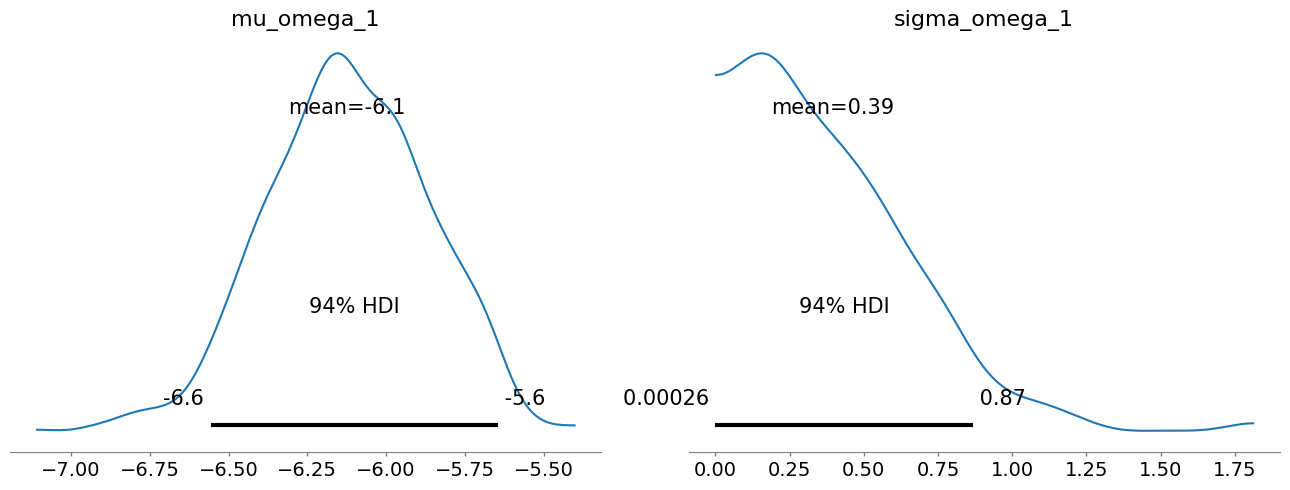 mu_omega_1
mean=-6.1
94% HDI
-6.6
-5.6
−7.00 −6.75 −6.50 −6.25 −6.00 −5.75 −5.50
sigma_omega_1
mean=0.39
94% HDI
0.00026
0.87
0.00 0.25 0.50 0.75 1.00 1.25 1.50 1.75